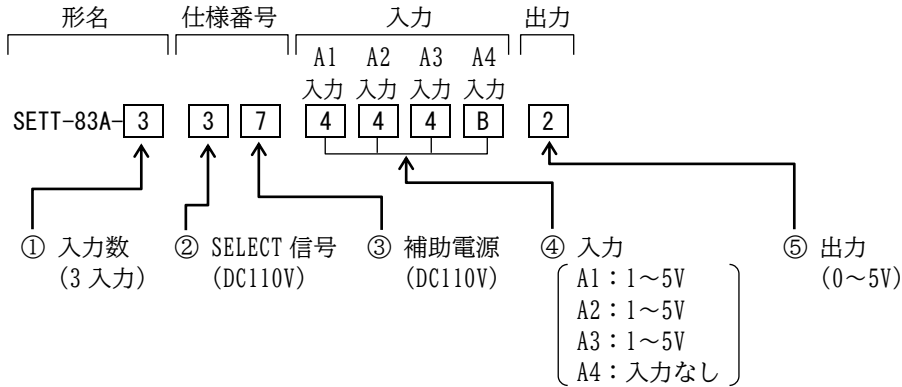 形名 仕様番号 入力 出力
A1 A2 A3 A4
入力 入力 入力 入力
SETT-83A- 3 3 7 4 4 4 B 2
① 入力数 ② SELECT 信号 ③ 補助電源 ④ 入力 ⑤ 出力
(3 入力) (DC110V) (DC110V) (0～5V)
A1：1～5V
A2：1～5V
A3：1～5V
A4：入力なし